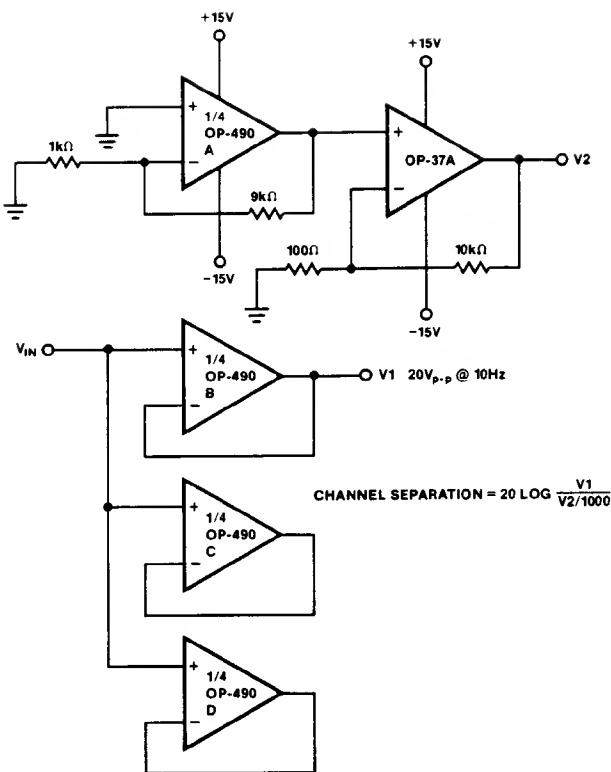 +15V
+15V
+
1/4
OP-490
A
−
1kΩ
9kΩ
−15V
+
OP-37A
−
V2
100Ω
10kΩ
−15V
VIN
+
1/4
OP-490
B
−
V1 20Vp-p @ 10Hz
CHANNEL SEPARATION = 20 LOG V1
V2/1000
+
1/4
OP-490
C
−
+
1/4
OP-490
D
−